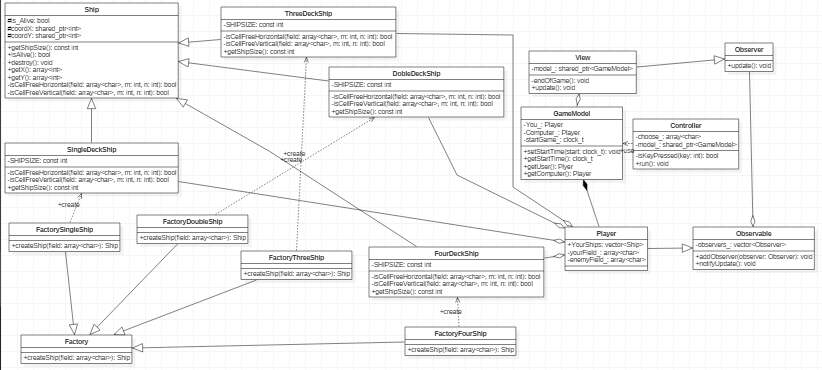 Ship
#is_Alive: bool
#coordX: shared_ptr<int>
#coordY: shared_ptr<int>
+getShipSize(): const int
+isAlive(): bool
+destroy(): void
+getX(): array<int>
+getY(): array<int>
-isCellFreeHorizontal(field: array<char>, m: int, n: int): bool
-isCellFreeVertical(field: array<char>, m: int, n: int): bool
ThreeDeckShip
-SHIPSIZE: const int
-isCellFreeHorizontal(field: array<char>, m: int, n: int): bool
-isCellFreeVertical(field: array<char>, m: int, n: int): bool
+getShipSize(): const int
DobleDeckShip
-SHIPSIZE: const int
-isCellFreeHorizontal(field: array<char>, m: int, n: int): bool
-isCellFreeVertical(field: array<char>, m: int, n: int): bool
+getShipSize(): const int
View
-model_: shared_ptr<GameModel>
-endOfGame(): void
+update(): void
Observer
+update(): void
GameModel
-You_: Player
-Computer_: Player
-startGame_: clock_t
+setStartTime(start: clock_t): void
+getStartTime(): clock_t
+getUser(): Plyer
+getComputer(): Player
Controller
-choose_: array<char>
-model_: shared_ptr<GameModel>
-isKeyPressed(key: int): bool
+run(): void
SingleDeckShip
-SHIPSIZE: const int
-isCellFreeHorizontal(field: array<char>, m: int, n: int): bool
-isCellFreeVertical(field: array<char>, m: int, n: int): bool
+getShipSize(): const int
+create
+create
+create
FactorySingleShip
+createShip(field: array<char>): Ship
FactoryDoubleShip
+createShip(field: array<char>): Ship
FactoryThreeShip
+createShip(field: array<char>): Ship
FourDeckShip
-SHIPSIZE: const int
-isCellFreeHorizontal(field: array<char>, m: int, n: int): bool
-isCellFreeVertical(field: array<char>, m: int, n: int): bool
+getShipSize(): const int
Player
+YourShips: vector<Ship>
-yourField_: array<char>
-enemyField_: array<char>
Observable
-observers_: vector<Observer>
+addObserver(observer: Observer): void
+notifyUpdate(): void
+create
FactoryFourShip
+createShip(field: array<char>): Ship
Factory
+createShip(field: array<char>): Ship